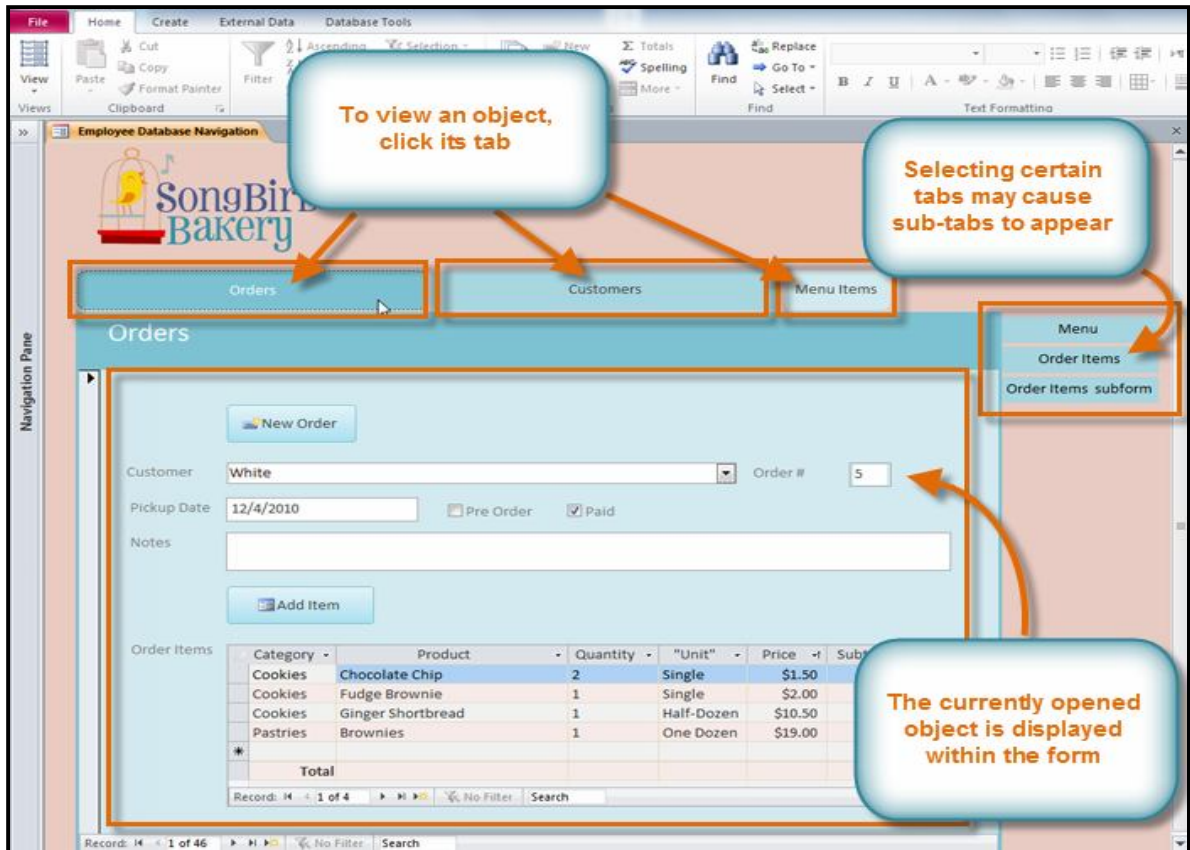 File Home Create External Data Database Tools
View
Views
Paste
Cut
Copy
Format Painter
Clipboard
Filter
Ascending
Selection
New
Totals
Spelling
More
Find
Replace
Go To
Select
Find
B I U A
Text Formatting
Employee Database Navigation
Navigation Pane
SongBird
Bakery
To view an object,
click its tab
Selecting certain
tabs may cause
sub-tabs to appear
Orders Customers Menu Items
Menu
Order Items
Order Items subform
Orders
New Order
Customer White Order # 5
Pickup Date 12/4/2010 Pre Order Paid
Notes
Add Item
Order Items
Category Product Quantity "Unit" Price
Cookies Chocolate Chip 2 Single $1.50
Cookies Fudge Brownie 1 Single $2.00
Cookies Ginger Shortbread 1 Half-Dozen $10.50
Pastries Brownies 1 One Dozen $19.00
Total
Record: 1 of 4 No Filter Search
Record: 1 of 46 No Filter Search
The currently opened
object is displayed
within the form